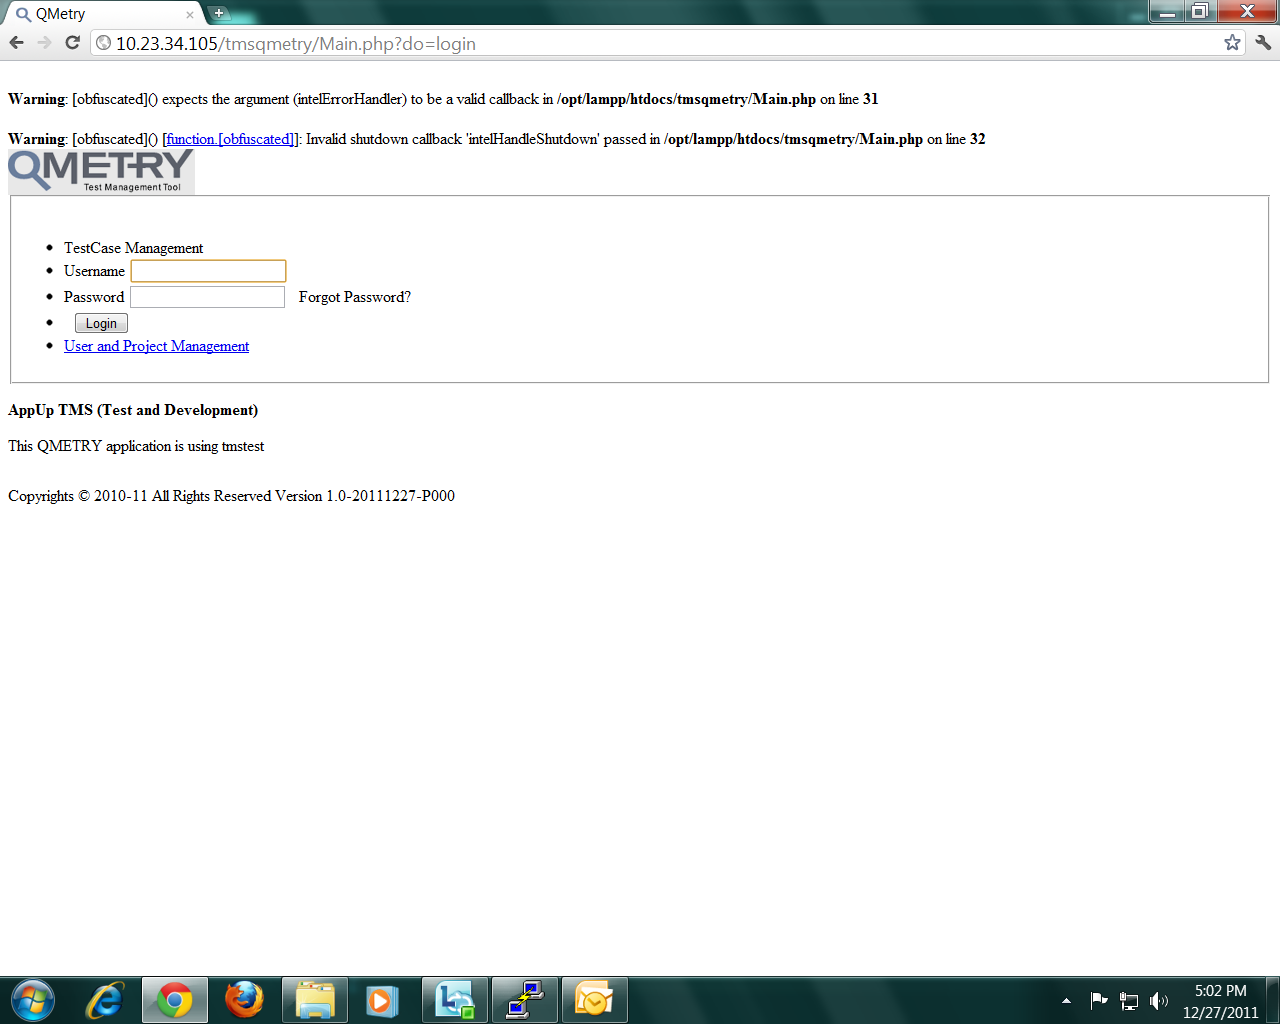 QMetry
10.23.34.105/tmsqmetry/Main.php?do=login
Warning: [obfuscated]() expects the argument (intelErrorHandler) to be a valid callback in /opt/lampp/htdocs/tmsqmetry/Main.php on line 31
Warning: [obfuscated]() [function.[obfuscated]]: Invalid shutdown callback 'intelHandleShutdown' passed in /opt/lampp/htdocs/tmsqmetry/Main.php on line 32
QMETRY
Test Management Tool
TestCase Management
Username
Password Forgot Password?
Login
User and Project Management
AppUp TMS (Test and Development)
This QMETRY application is using tmstest
Copyrights © 2010-11 All Rights Reserved Version 1.0-20111227-P000
5:02 PM
12/27/2011